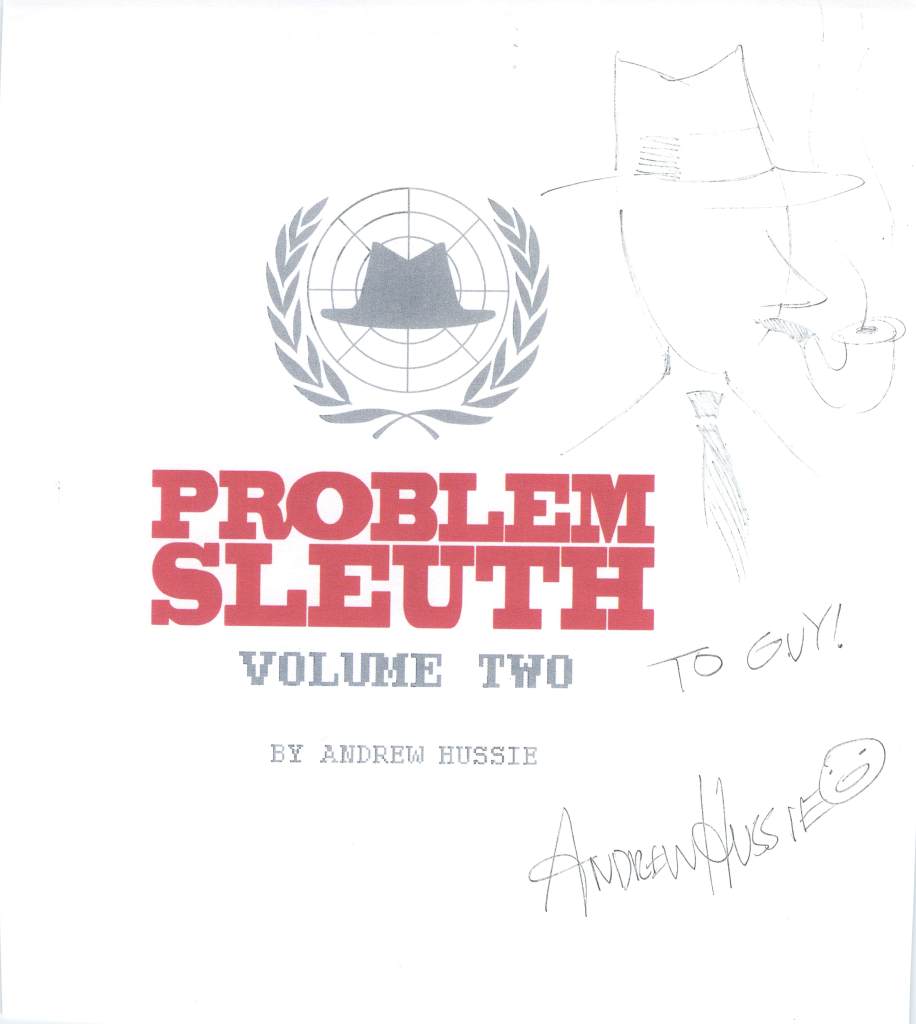 PROBLEM
SLEUTH
VOLUME TWO
BY ANDREW HUSSIE
TO GUY!
ANDREW HUSSIE